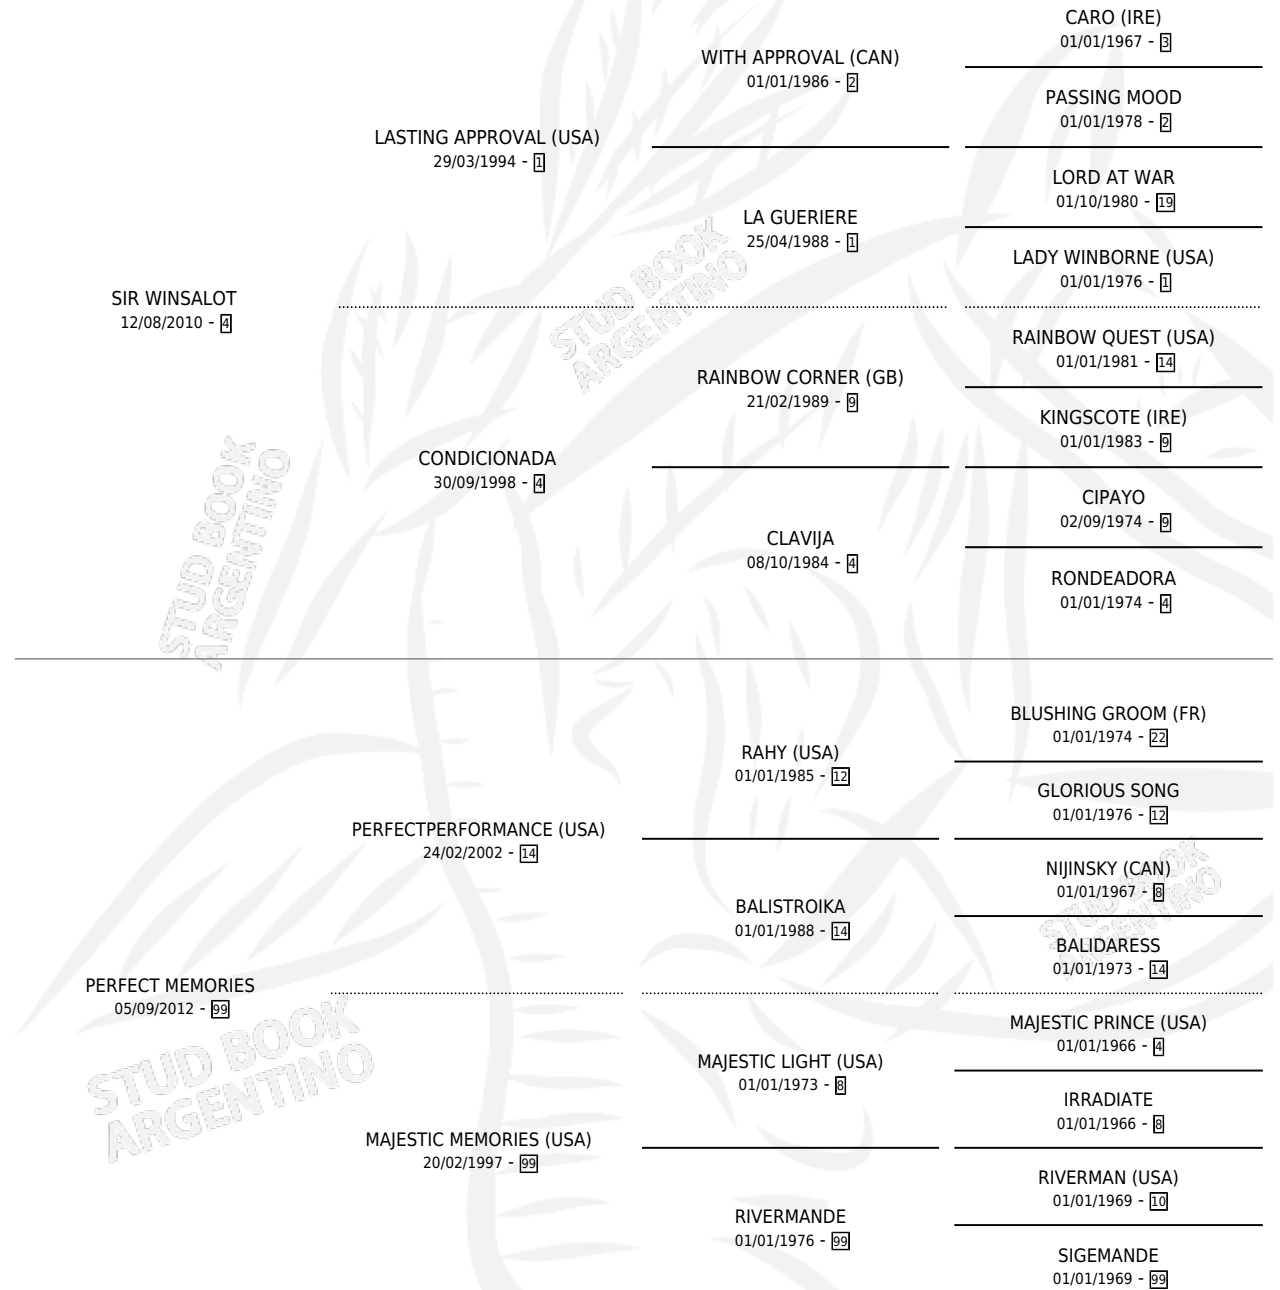 CARO (IRE)
01/01/1967 - 3
WITH APPROVAL (CAN)
01/01/1986 - 2
PASSING MOOD
01/01/1978 - 2
LASTING APPROVAL (USA)
29/03/1994 - 1
LORD AT WAR
01/10/1980 - 19
LA GUERIERE
25/04/1988 - 1
LADY WINBORNE (USA)
01/01/1976 - 1
SIR WINSALOT
12/08/2010 - 4
RAINBOW QUEST (USA)
01/01/1981 - 14
RAINBOW CORNER (GB)
21/02/1989 - 9
KINGSCOTE (IRE)
01/01/1983 - 9
CONDICIONADA
30/09/1998 - 4
CIPAYO
02/09/1974 - 9
CLAVIJA
08/10/1984 - 4
RONDEADORA
01/01/1974 - 4
BLUSHING GROOM (FR)
01/01/1974 - 22
RAHY (USA)
01/01/1985 - 12
GLORIOUS SONG
01/01/1976 - 12
PERFECTPERFORMANCE (USA)
24/02/2002 - 14
NIJINSKY (CAN)
01/01/1967 - 8
BALISTROIKA
01/01/1988 - 14
BALIDARESS
01/01/1973 - 14
PERFECT MEMORIES
05/09/2012 - 99
MAJESTIC PRINCE (USA)
01/01/1966 - 4
MAJESTIC LIGHT (USA)
01/01/1973 - 8
IRRADIATE
01/01/1966 - 8
MAJESTIC MEMORIES (USA)
20/02/1997 - 99
RIVERMAN (USA)
01/01/1969 - 10
RIVERMANDE
01/01/1976 - 99
SIGEMANDE
01/01/1969 - 99
STUD BOOK
ARGENTINO
STUD BOOK
ARGENTINO
STUD BOOK
ARGENTINO
STUD BOOK
ARGENTINO